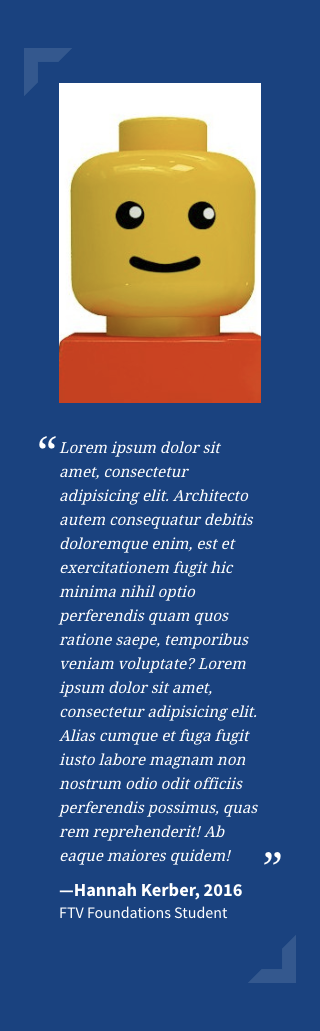 “Lorem ipsum dolor sit
amet, consectetur
adipisicing elit. Architecto
autem consequatur debitis
doloremque enim, est et
exercitationem fugit hic
minima nihil optio
perferendis quam quos
ratione saepe, temporibus
veniam voluptate? Lorem
ipsum dolor sit amet,
consectetur adipisicing elit.
Alias cumque et fuga fugit
iusto labore magnam non
nostrum odio odit officiis
perferendis possimus, quas
rem reprehenderit! Ab
eaque maiores quidem! ”
—Hannah Kerber, 2016
FTV Foundations Student